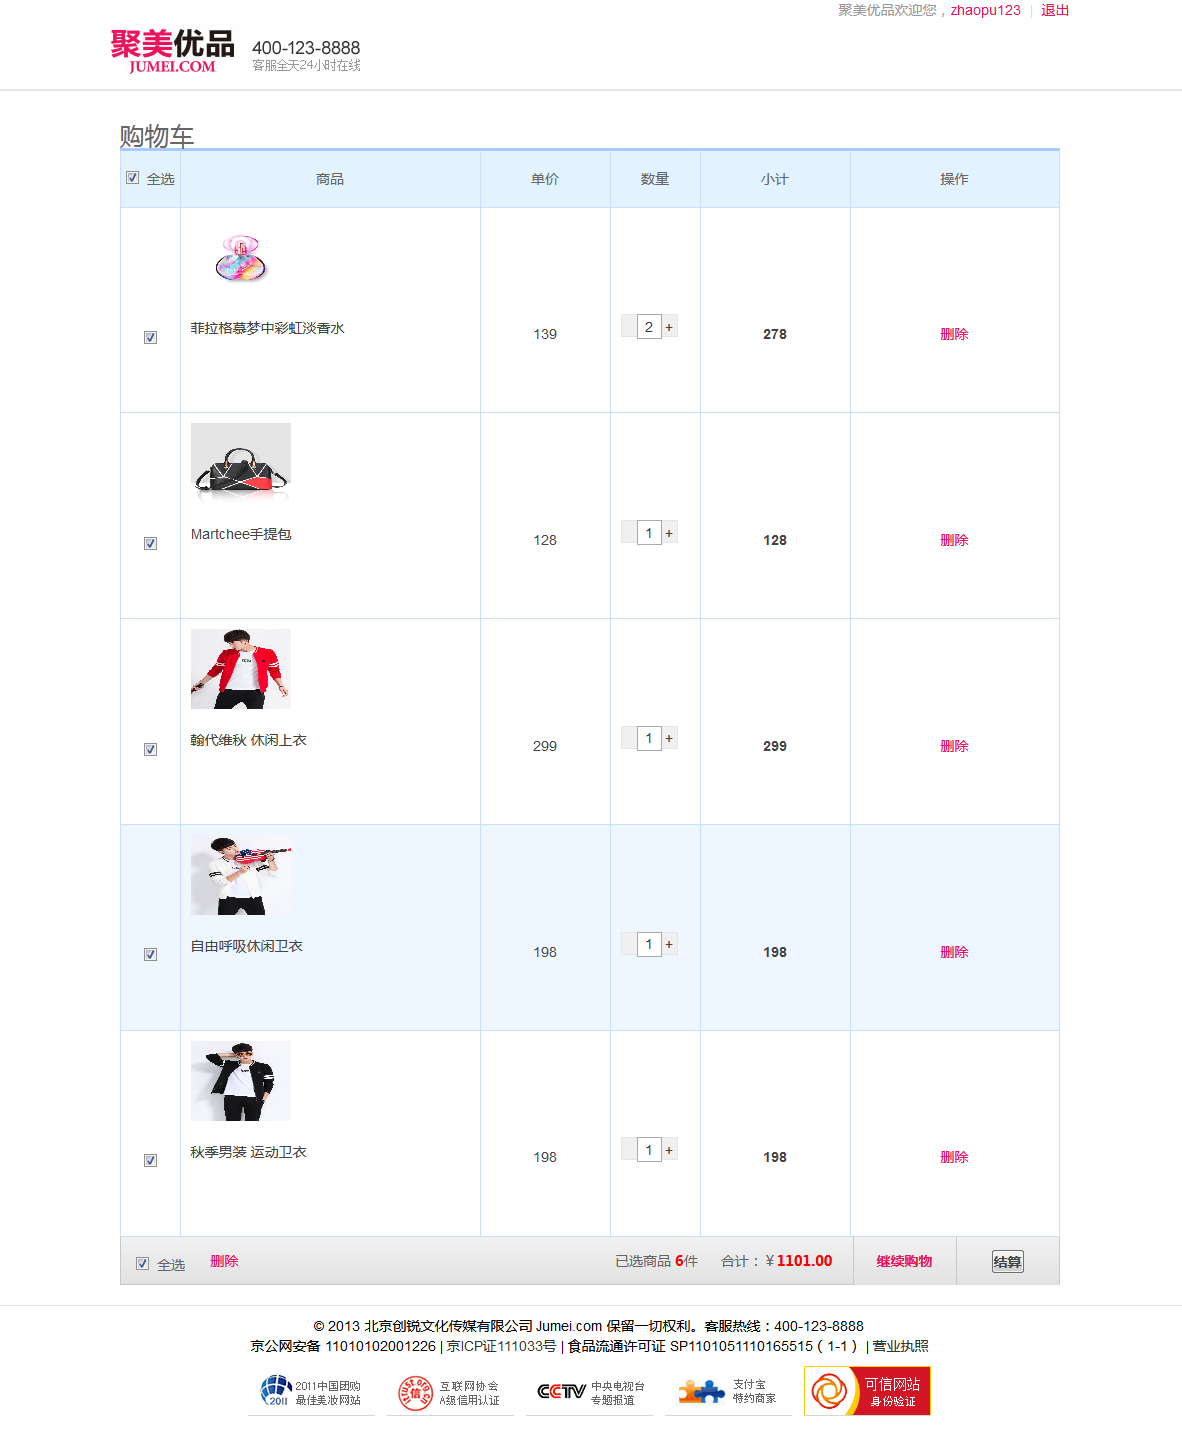 聚美优品欢迎您，zhaopu123 | 退出
聚美优品
JUMEI.COM
400-123-8888
客服全天24小时在线
购物车
全选 商品 单价 数量 小计 操作
菲拉格慕梦中彩虹淡香水 139 2 + 278 删除
Martchee手提包 128 1 + 128 删除
翰代维秋 休闲上衣 299 1 + 299 删除
自由呼吸休闲卫衣 198 1 + 198 删除
秋季男装 运动卫衣 198 1 + 198 删除
全选 删除 已选商品 6件 合计：¥ 1101.00 继续购物 结算
© 2013 北京创锐文化传媒有限公司 Jumei.com 保留一切权利。客服热线：400-123-8888
京公网安备 11010102001226 | 京ICP证111033号 | 食品流通许可证 SP1101051110165515（1-1） | 营业执照
2011
2011中国团购
最佳美妆网站
信
互联网协会
A级信用认证
CCTV
中央电视台
专题报道
支付宝
特约商家
可信网站
身份验证